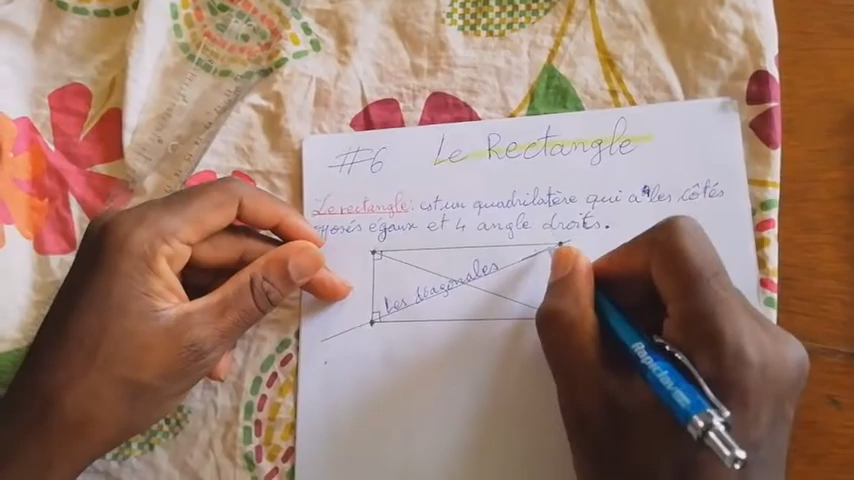 #6 Le Rectangle
Le rectangle: est un quadrilatère qui a les côtés
opposés égaux et 4 angle droits.
Les diagonales
Rapidclaves